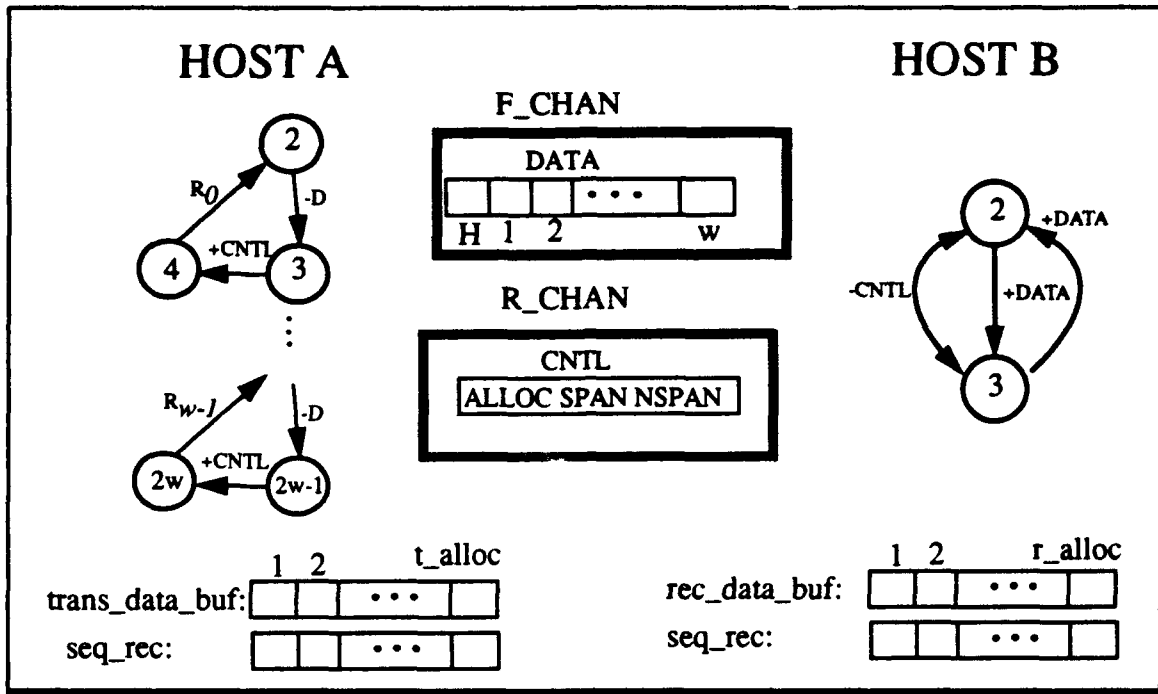 HOST A
HOST B
F_CHAN
2
DATA
R0
-D
+CNTL
4
3
H 1 2 w
2
+DATA
R_CHAN
-CNTL
+DATA
CNTL
ALLOC SPAN NSPAN
3
Rw-1
-D
+CNTL
2w
2w-1
1 2 t_alloc
trans_data_buf:
seq_rec:
1 2 r_alloc
rec_data_buf:
seq_rec: